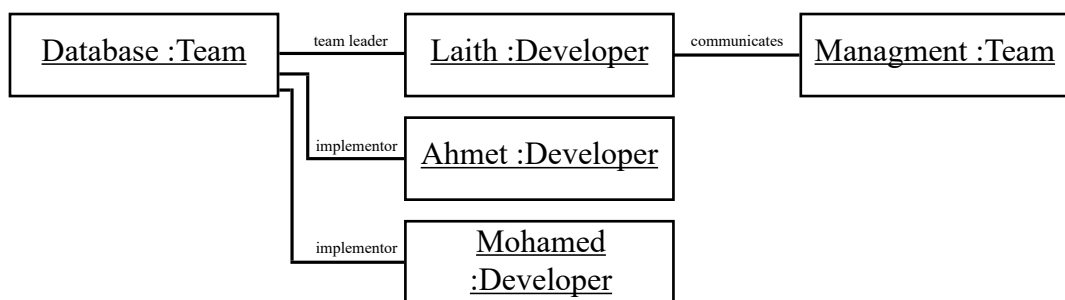 Database :Team
team leader
Laith :Developer
communicates
Managment :Team
implementor
Ahmet :Developer
implementor
Mohamed
:Developer